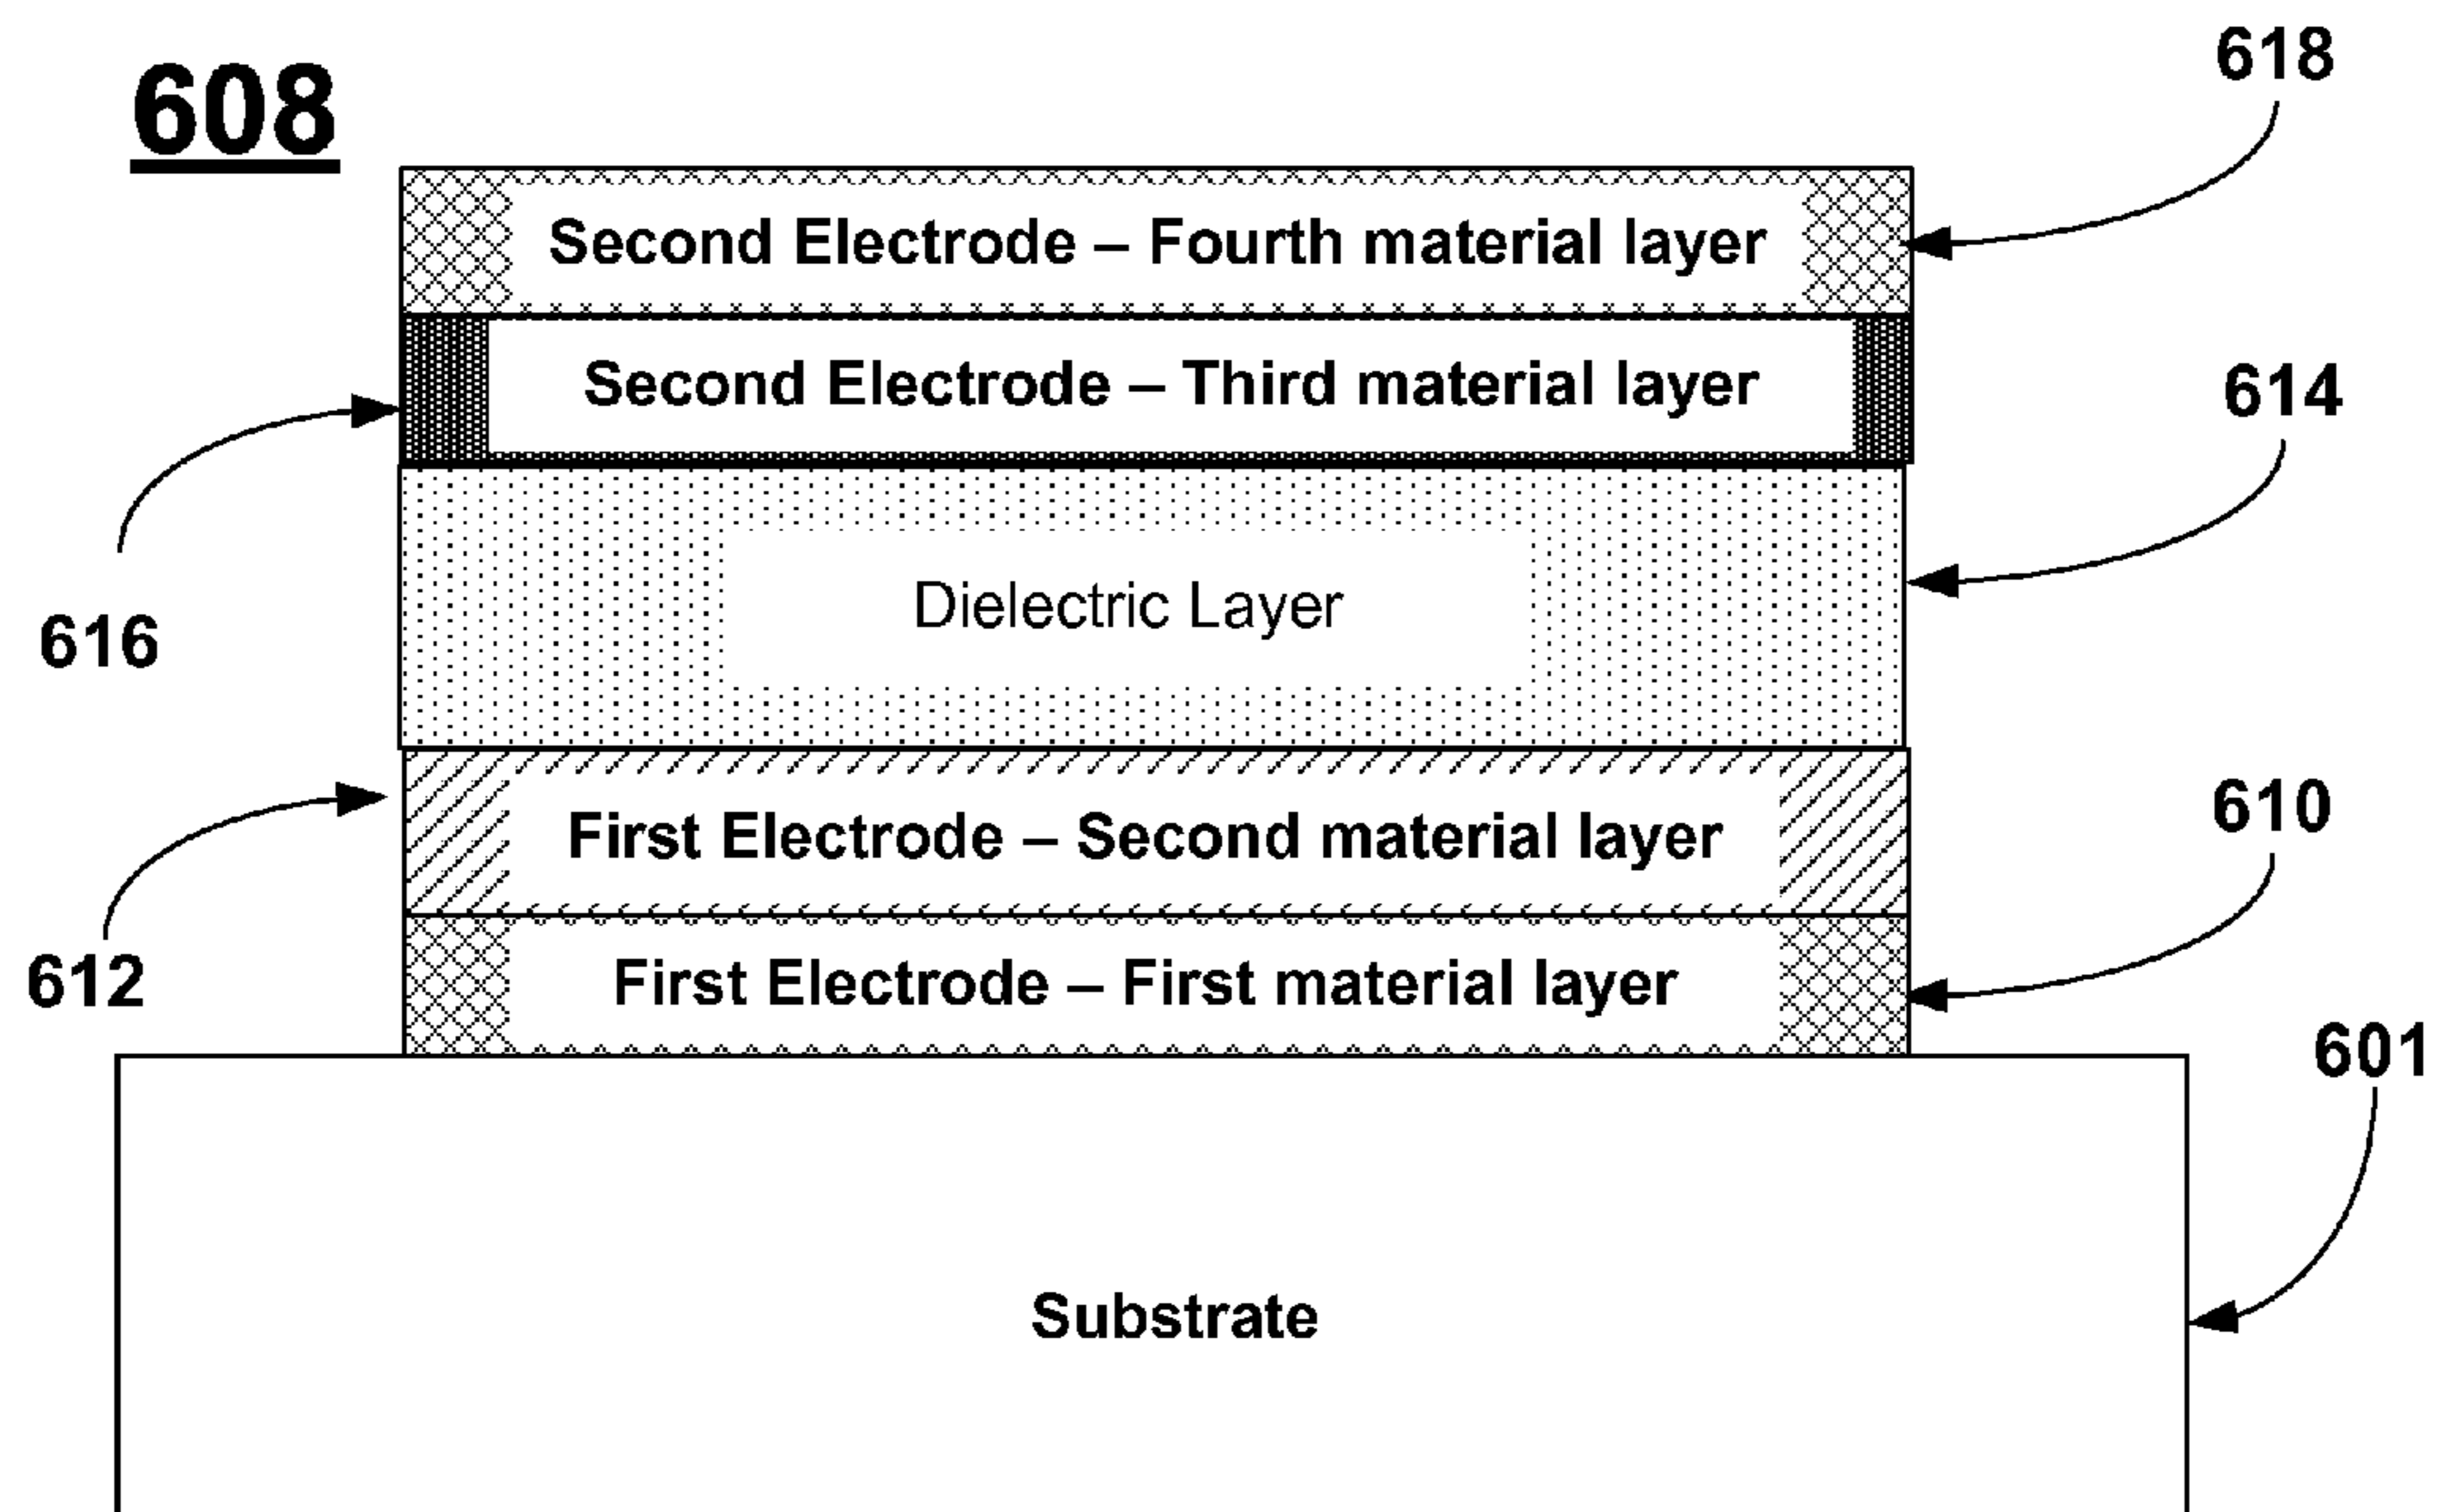 608
618
Second Electrode – Fourth material layer
Second Electrode – Third material layer
614
616
Dielectric Layer
First Electrode – Second material layer
610
612
First Electrode – First material layer
601
Substrate